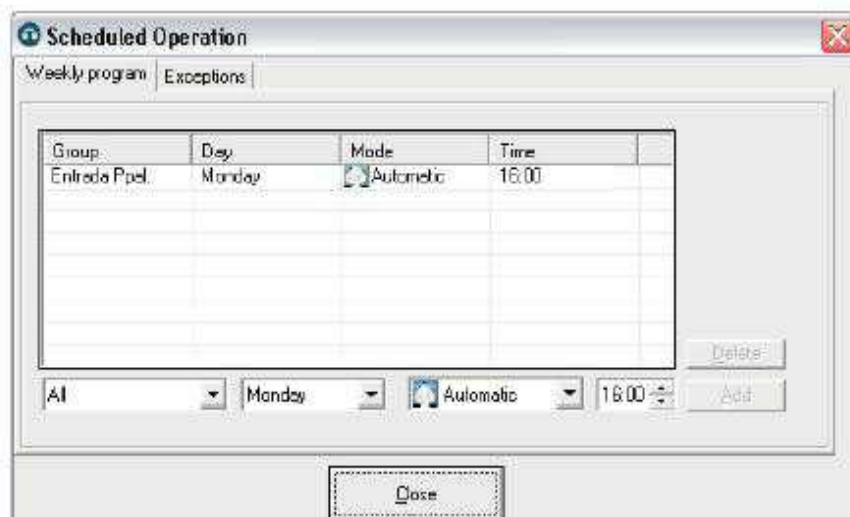 Scheduled Operation
Weekly program Exceptions
Group Day Mode Time
Entrada Ppal. Monday Automatic 16:00
Delete
All Monday Automatic 16:00 Add
Close